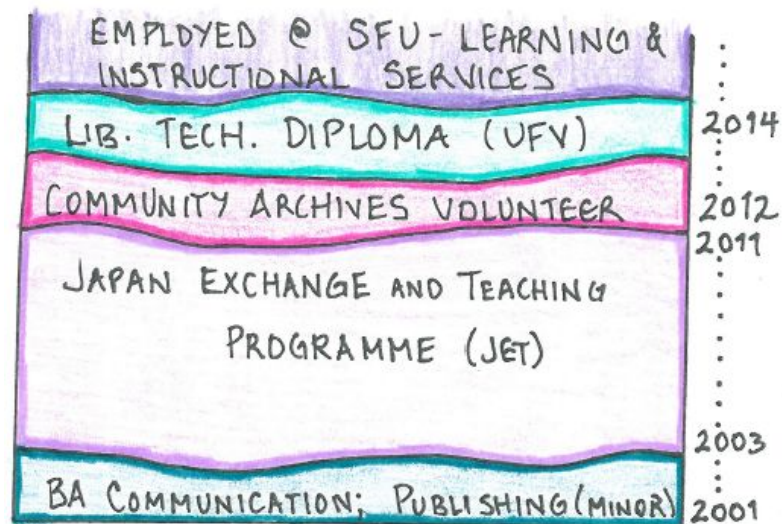 EMPLOYED @ SFU - LEARNING &
INSTRUCTIONAL SERVICES
LIB. TECH. DIPLOMA (UFV)
2014
COMMUNITY ARCHIVES VOLUNTEER
2012
2011
JAPAN EXCHANGE AND TEACHING
PROGRAMME (JET)
2003
BA COMMUNICATION; PUBLISHING (MINOR)
2001